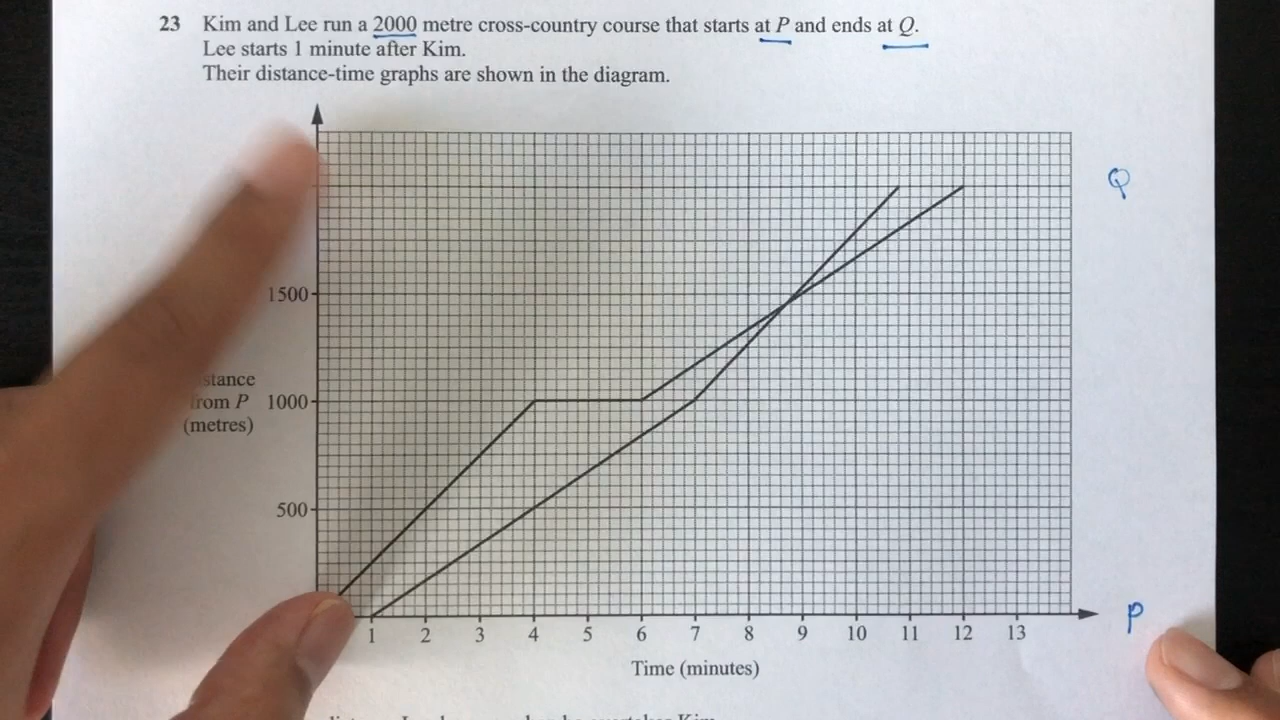 23 Kim and Lee run a 2000 metre cross-country course that starts at P and ends at Q.
Lee starts 1 minute after Kim.
Their distance-time graphs are shown in the diagram.
Q
1500
from P 1000
(metres)
500
P
1 2 3 4 5 6 7 8 9 10 11 12 13
Time (minutes)